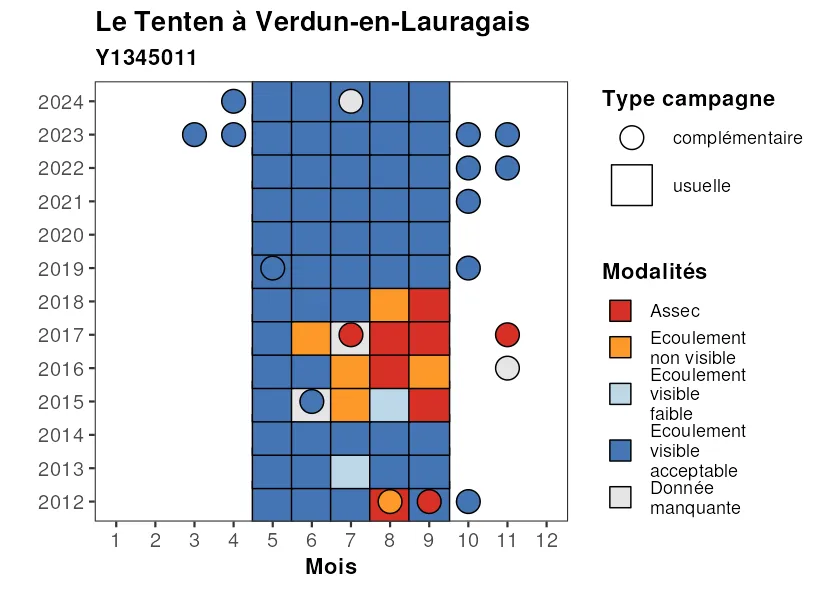 Le Tenten à Verdun-en-Lauragais
Y1345011
2024
2023
2022
2021
2020
2019
2018
2017
2016
2015
2014
2013
2012
1 2 3 4 5 6 7 8 9 10 11 12
Mois
Type campagne
complémentaire
usuelle
Modalités
Assec
Ecoulement
non visible
Ecoulement
visible
faible
Ecoulement
visible
acceptable
Donnée
manquante